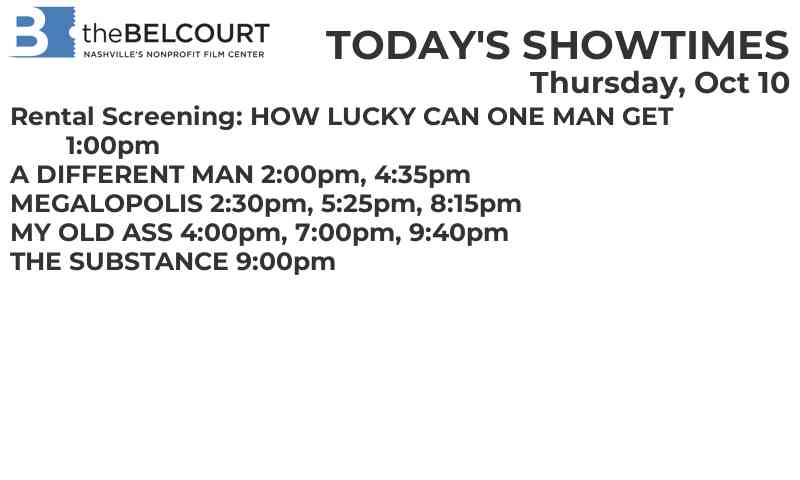 B theBELCOURT
NASHVILLE'S NONPROFIT FILM CENTER
TODAY'S SHOWTIMES
Thursday, Oct 10
Rental Screening: HOW LUCKY CAN ONE MAN GET
1:00pm
A DIFFERENT MAN 2:00pm, 4:35pm
MEGALOPOLIS 2:30pm, 5:25pm, 8:15pm
MY OLD ASS 4:00pm, 7:00pm, 9:40pm
THE SUBSTANCE 9:00pm